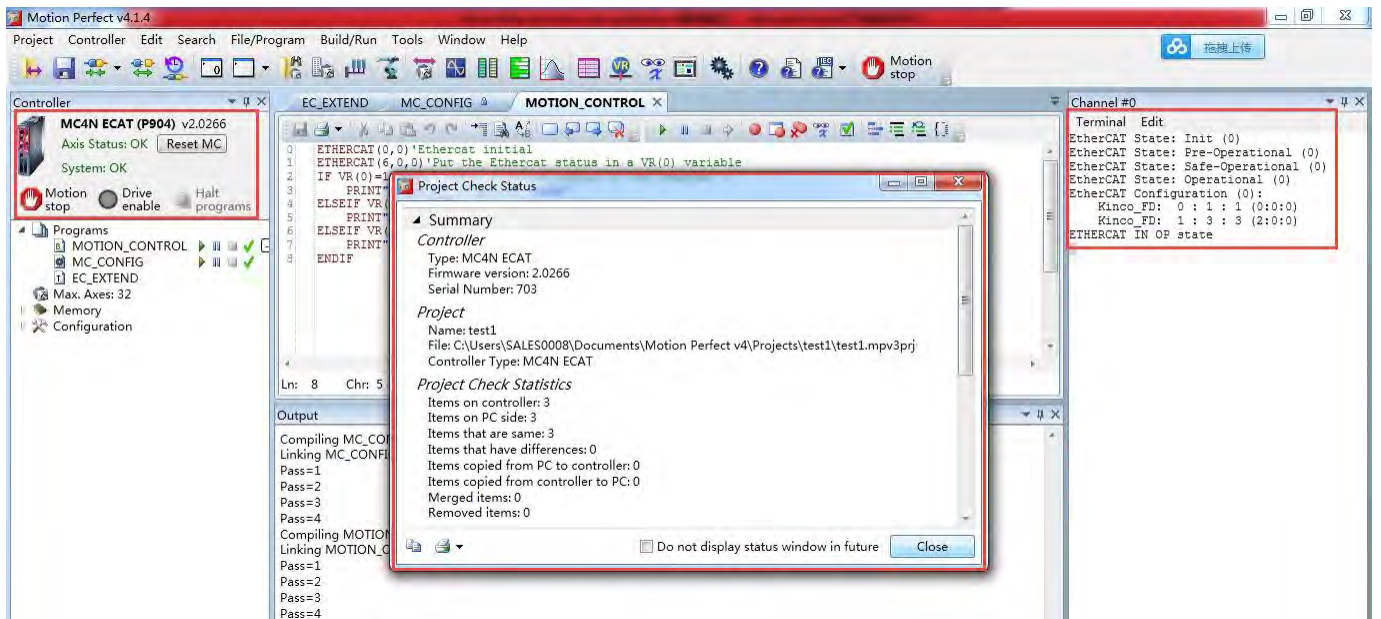 Motion Perfect v4.1.4
Project Controller Edit Search File/Program Build/Run Tools Window Help
拖拽上传
Motion
stop
Controller
MC4N ECAT (P904) v2.0266
Axis Status: OK Reset MC
System: OK
Motion
stop
Drive
enable
Halt
programs
Programs
MOTION_CONTROL
MC_CONFIG
EC_EXTEND
Max. Axes: 32
Memory
Configuration
EC_EXTEND MC_CONFIG MOTION_CONTROL
0 ETHERCAT(0,0)'Ethercat initial
1 ETHERCAT(6,0,0)'Put the Ethercat status in a VR(0) variable
2 IF VR(0)=1
3 PRINT"
4 ELSEIF VR(
5 PRINT"
6 ELSEIF VR(
7 PRINT"
8 ENDIF
Ln: 8 Chr: 5
Output
Compiling MC_CO
Linking MC_CONFI
Pass=1
Pass=2
Pass=3
Pass=4
Compiling MOTIO
Linking MOTION_C
Pass=1
Pass=2
Pass=3
Pass=4
Project Check Status
Summary
Controller
Type: MC4N ECAT
Firmware version: 2.0266
Serial Number: 703
Project
Name: test1
File: C:\Users\SALES0008\Documents\Motion Perfect v4\Projects\test1\test1.mpv3prj
Controller Type: MC4N ECAT
Project Check Statistics
Items on controller: 3
Items on PC side: 3
Items that are same: 3
Items that have differences: 0
Items copied from PC to controller: 0
Items copied from controller to PC: 0
Merged items: 0
Removed items: 0
Do not display status window in future Close
Channel #0
Terminal Edit
EtherCAT State: Init (0)
EtherCAT State: Pre-Operational (0)
EtherCAT State: Safe-Operational (0)
EtherCAT State: Operational (0)
EtherCAT Configuration (0):
Kinco_FD: 0 : 1 : 1 (0:0:0)
Kinco_FD: 1 : 3 : 3 (2:0:0)
ETHERCAT IN OP state